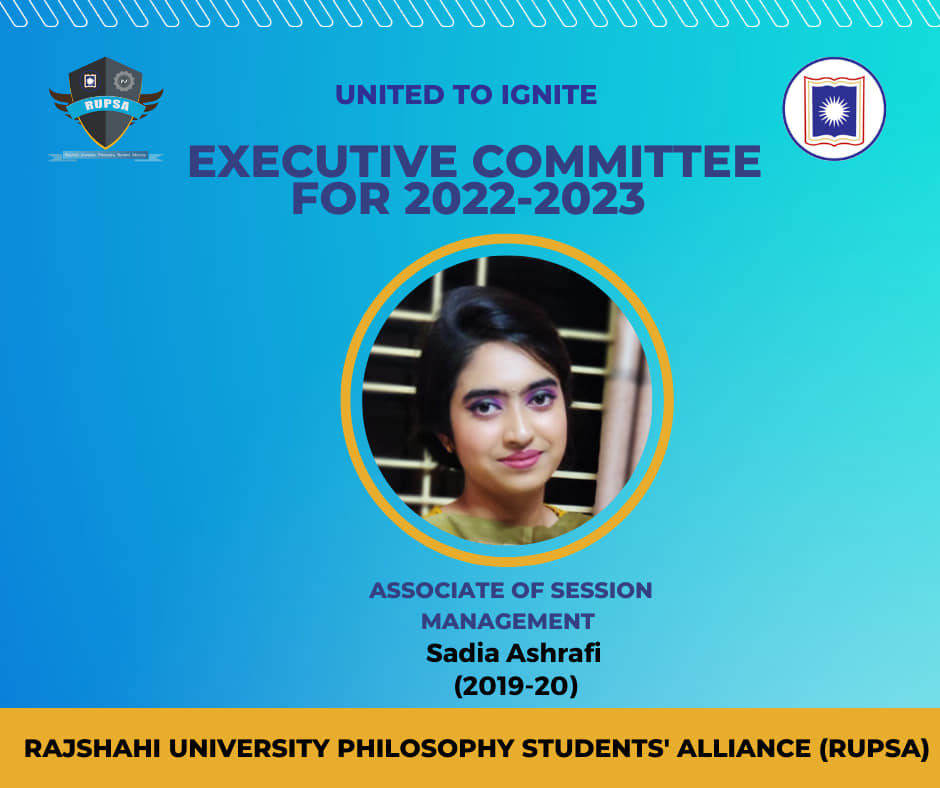 RUPSA
UNITED TO IGNITE
EXECUTIVE COMMITTEE
FOR 2022-2023
ASSOCIATE OF SESSION
MANAGEMENT
Sadia Ashrafi
(2019-20)
RAJSHAHI UNIVERSITY PHILOSOPHY STUDENTS' ALLIANCE (RUPSA)